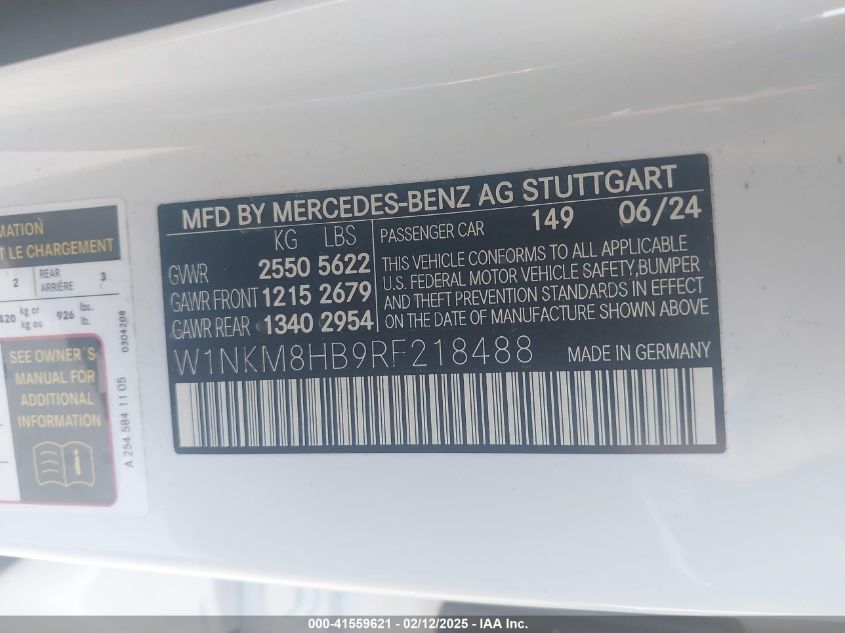 MATION
T LE CHARGEMENT
2 REAR ARRIÈRE 3
420 kg or kg ou 926 lbs. lb.
SEE OWNER'S
MANUAL FOR
ADDITIONAL
INFORMATION
A 254 584 11 05 0304208
MFD BY MERCEDES-BENZ AG STUTTGART
KG LBS
GVWR 2550 5622
GAWR FRONT 1215 2679
GAWR REAR 1340 2954
PASSENGER CAR 149 06/24
THIS VEHICLE CONFORMS TO ALL APPLICABLE
U.S. FEDERAL MOTOR VEHICLE SAFETY,BUMPER
AND THEFT PREVENTION STANDARDS IN EFFECT
ON THE DATE OF MANUFACTURE SHOWN ABOVE
W1NKM8HB9RF218488 MADE IN GERMANY
000-41559621 - 02/12/2025 - IAA Inc.